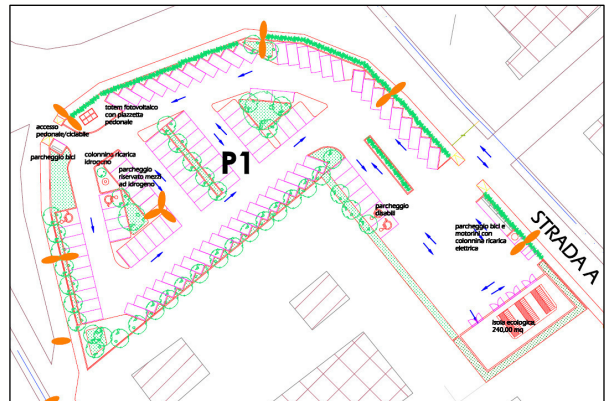 totem fotovoltaico
con piazzetta
pedonale
accesso
pedonale/ciclabile
parcheggio bici
colonnina ricarica
idrogeno
parcheggio
riservato mezzi
ad idrogeno
P1
parcheggio
disabili
parcheggio bici e
motorini con
colonnina ricarica
elettrica
STRADA A
Isola ecologica,
240,00 mq